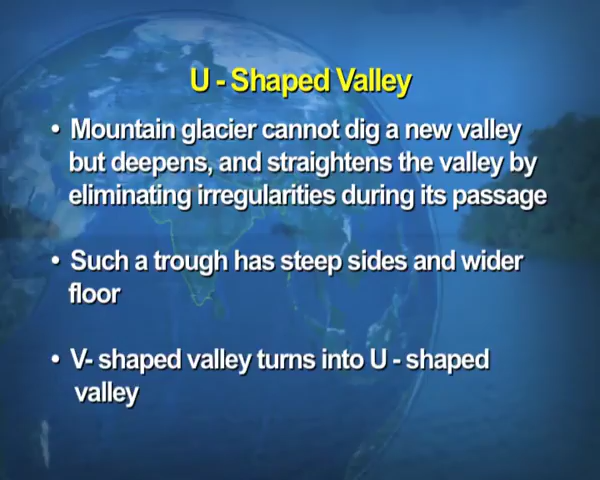 U - Shaped Valley
• Mountain glacier cannot dig a new valley
but deepens, and straightens the valley by
eliminating irregularities during its passage
• Such a trough has steep sides and wider
floor
• V- shaped valley turns into U - shaped
valley